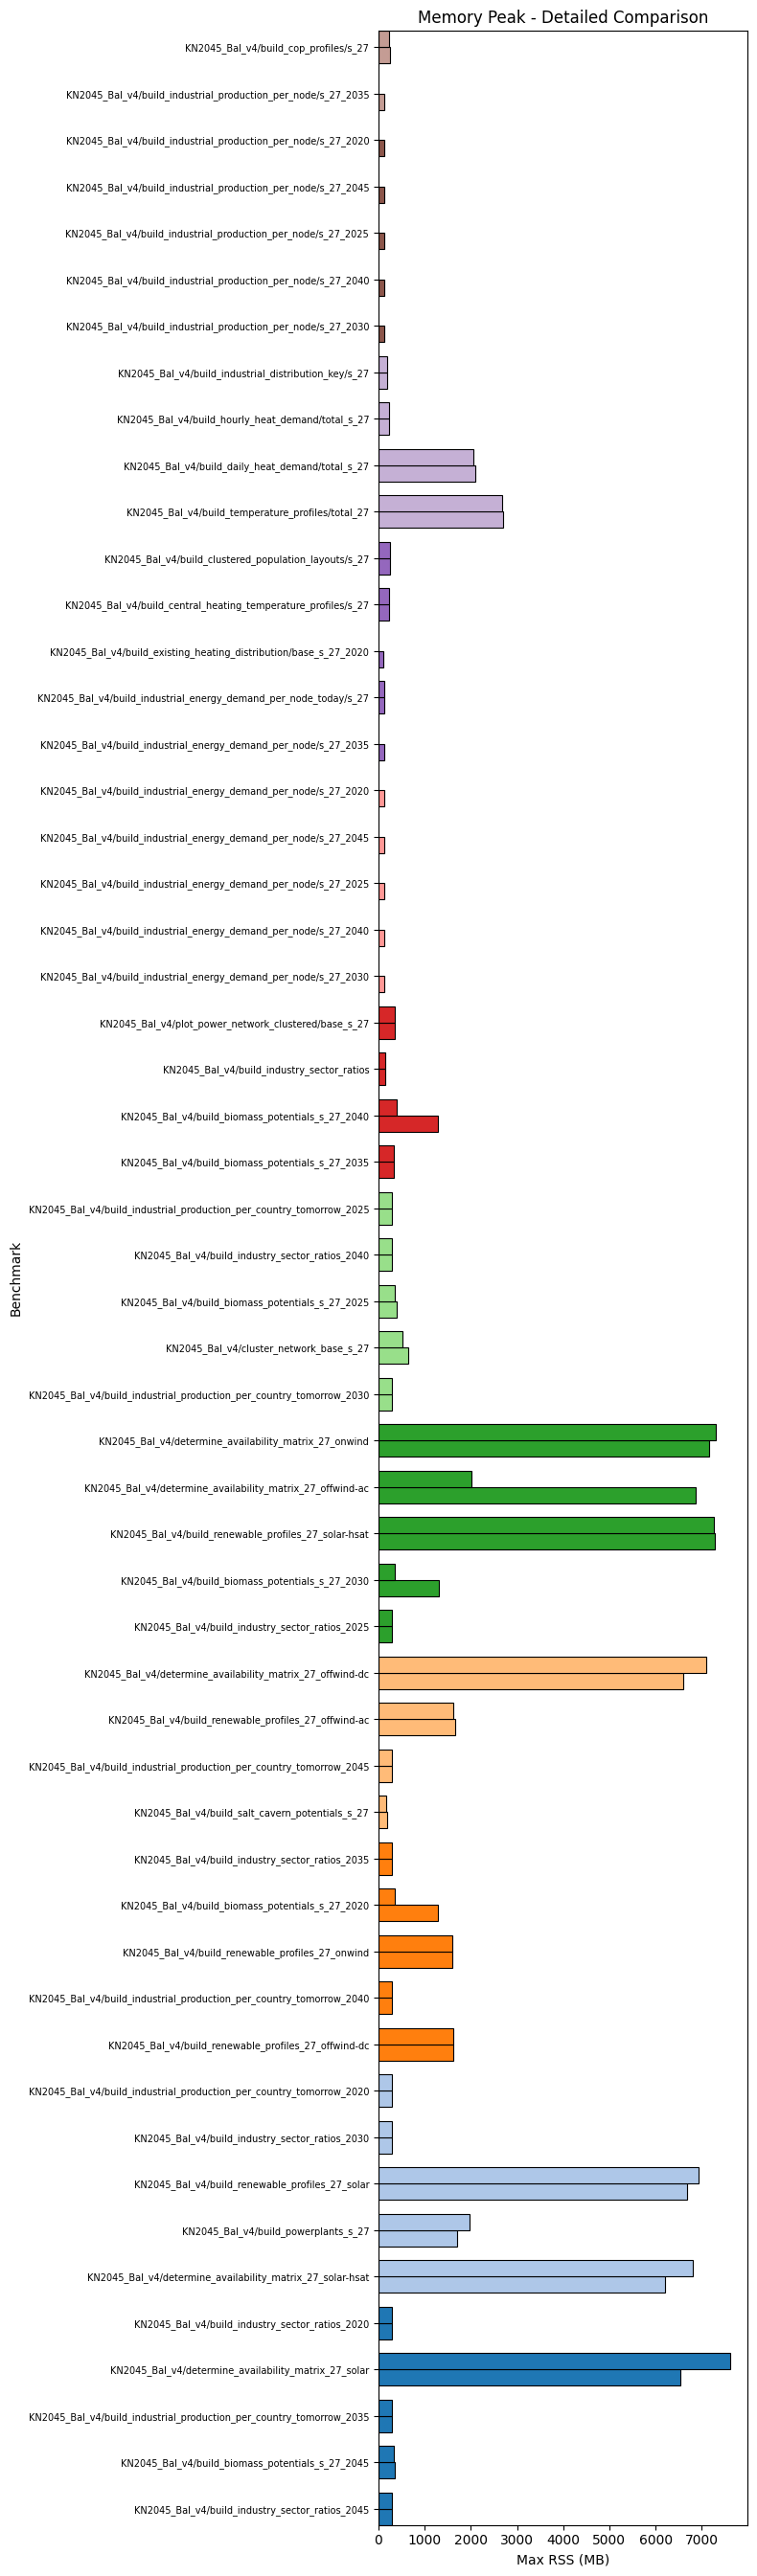 Memory Peak - Detailed Comparison
KN2045_Bal_v4/build_cop_profiles/s_27
KN2045_Bal_v4/build_industrial_production_per_node/s_27_2035
KN2045_Bal_v4/build_industrial_production_per_node/s_27_2020
KN2045_Bal_v4/build_industrial_production_per_node/s_27_2045
KN2045_Bal_v4/build_industrial_production_per_node/s_27_2025
KN2045_Bal_v4/build_industrial_production_per_node/s_27_2040
KN2045_Bal_v4/build_industrial_production_per_node/s_27_2030
KN2045_Bal_v4/build_industrial_distribution_key/s_27
KN2045_Bal_v4/build_hourly_heat_demand/total_s_27
KN2045_Bal_v4/build_daily_heat_demand/total_s_27
KN2045_Bal_v4/build_temperature_profiles/total_27
KN2045_Bal_v4/build_clustered_population_layouts/s_27
KN2045_Bal_v4/build_central_heating_temperature_profiles/s_27
KN2045_Bal_v4/build_existing_heating_distribution/base_s_27_2020
KN2045_Bal_v4/build_industrial_energy_demand_per_node_today/s_27
KN2045_Bal_v4/build_industrial_energy_demand_per_node/s_27_2035
KN2045_Bal_v4/build_industrial_energy_demand_per_node/s_27_2020
KN2045_Bal_v4/build_industrial_energy_demand_per_node/s_27_2045
KN2045_Bal_v4/build_industrial_energy_demand_per_node/s_27_2025
KN2045_Bal_v4/build_industrial_energy_demand_per_node/s_27_2040
KN2045_Bal_v4/build_industrial_energy_demand_per_node/s_27_2030
KN2045_Bal_v4/plot_power_network_clustered/base_s_27
KN2045_Bal_v4/build_industry_sector_ratios
KN2045_Bal_v4/build_biomass_potentials_s_27_2040
KN2045_Bal_v4/build_biomass_potentials_s_27_2035
KN2045_Bal_v4/build_industrial_production_per_country_tomorrow_2025
KN2045_Bal_v4/build_industry_sector_ratios_2040
Benchmark
KN2045_Bal_v4/build_biomass_potentials_s_27_2025
KN2045_Bal_v4/cluster_network_base_s_27
KN2045_Bal_v4/build_industrial_production_per_country_tomorrow_2030
KN2045_Bal_v4/determine_availability_matrix_27_onwind
KN2045_Bal_v4/determine_availability_matrix_27_offwind-ac
KN2045_Bal_v4/build_renewable_profiles_27_solar-hsat
KN2045_Bal_v4/build_biomass_potentials_s_27_2030
KN2045_Bal_v4/build_industry_sector_ratios_2025
KN2045_Bal_v4/determine_availability_matrix_27_offwind-dc
KN2045_Bal_v4/build_renewable_profiles_27_offwind-ac
KN2045_Bal_v4/build_industrial_production_per_country_tomorrow_2045
KN2045_Bal_v4/build_salt_cavern_potentials_s_27
KN2045_Bal_v4/build_industry_sector_ratios_2035
KN2045_Bal_v4/build_biomass_potentials_s_27_2020
KN2045_Bal_v4/build_renewable_profiles_27_onwind
KN2045_Bal_v4/build_industrial_production_per_country_tomorrow_2040
KN2045_Bal_v4/build_renewable_profiles_27_offwind-dc
KN2045_Bal_v4/build_industrial_production_per_country_tomorrow_2020
KN2045_Bal_v4/build_industry_sector_ratios_2030
KN2045_Bal_v4/build_renewable_profiles_27_solar
KN2045_Bal_v4/build_powerplants_s_27
KN2045_Bal_v4/determine_availability_matrix_27_solar-hsat
KN2045_Bal_v4/build_industry_sector_ratios_2020
KN2045_Bal_v4/determine_availability_matrix_27_solar
KN2045_Bal_v4/build_industrial_production_per_country_tomorrow_2035
KN2045_Bal_v4/build_biomass_potentials_s_27_2045
KN2045_Bal_v4/build_industry_sector_ratios_2045
0 1000 2000 3000 4000 5000 6000 7000
Max RSS (MB)